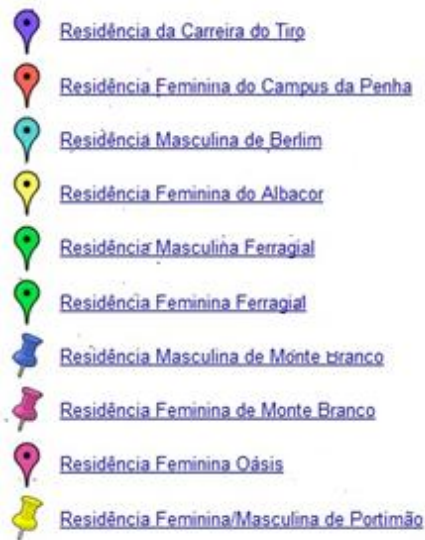 Residência da Carreira do Tiro
Residência Feminina do Campus da Penha
Residência Masculina de Berlim
Residência Feminina do Albacor
Residência Masculina Ferragial
Residência Feminina Ferragial
Residência Masculina de Monte Branco
Residência Feminina de Monte Branco
Residência Feminina Oásis
Residência Feminina/Masculina de Portimão